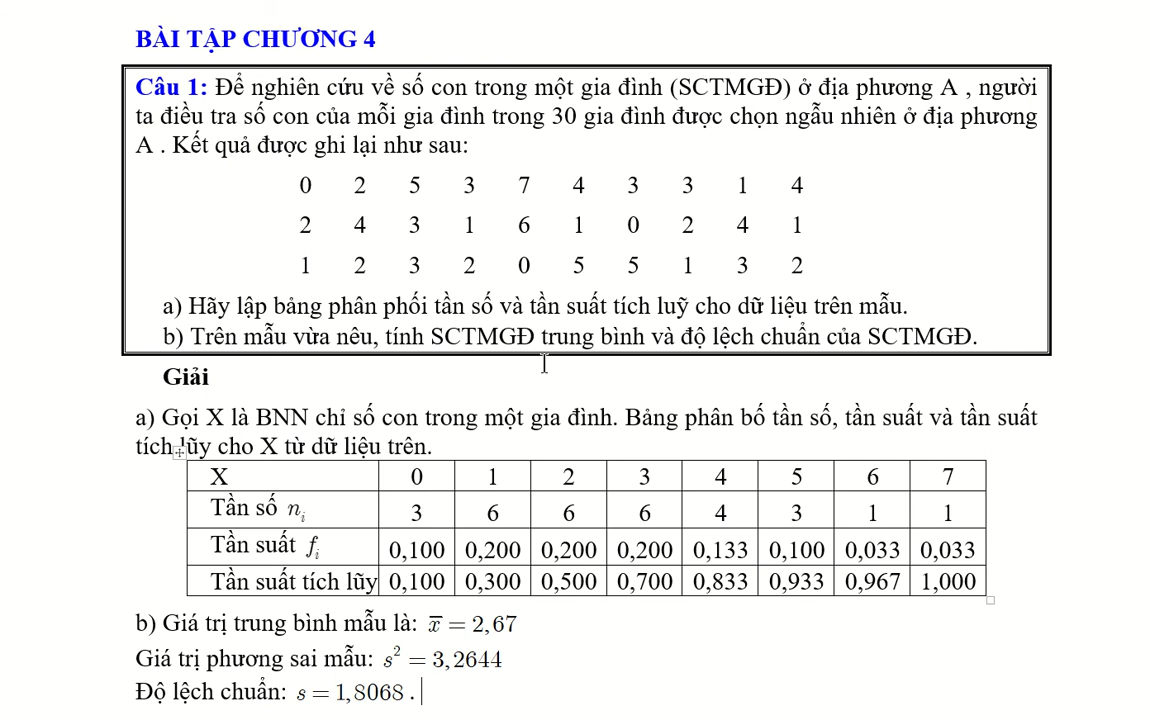 BÀI TẬP CHƯƠNG 4
Câu 1: Để nghiên cứu về số con trong một gia đình (SCTMGĐ) ở địa phương A , người
ta điều tra số con của mỗi gia đình trong 30 gia đình được chọn ngẫu nhiên ở địa phương
A . Kết quả được ghi lại như sau:
0 2 5 3 7 4 3 3 1 4
2 4 3 1 6 1 0 2 4 1
1 2 3 2 0 5 5 1 3 2
a) Hãy lập bảng phân phối tần số và tần suất tích luỹ cho dữ liệu trên mẫu.
b) Trên mẫu vừa nêu, tính SCTMGĐ trung bình và độ lệch chuẩn của SCTMGĐ.
Giải
a) Gọi X là BNN chỉ số con trong một gia đình. Bảng phân bố tần số, tần suất và tần suất
tích lũy cho X từ dữ liệu trên.
X 0 1 2 3 4 5 6 7
Tần số nᵢ 3 6 6 6 4 3 1 1
Tần suất fᵢ 0,100 0,200 0,200 0,200 0,133 0,100 0,033 0,033
Tần suất tích lũy 0,100 0,300 0,500 0,700 0,833 0,933 0,967 1,000
b) Giá trị trung bình mẫu là: x̅ = 2,67
Giá trị phương sai mẫu: s² = 3,2644
Độ lệch chuẩn: s = 1,8068 .